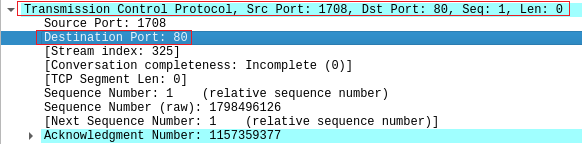 Transmission Control Protocol, Src Port: 1708, Dst Port: 80, Seq: 1, Len: 0
Source Port: 1708
Destination Port: 80
[Stream index: 325]
[Conversation completeness: Incomplete (0)]
[TCP Segment Len: 0]
Sequence Number: 1    (relative sequence number)
Sequence Number (raw): 1798496126
[Next Sequence Number: 1    (relative sequence number)]
Acknowledgment Number: 1157359377